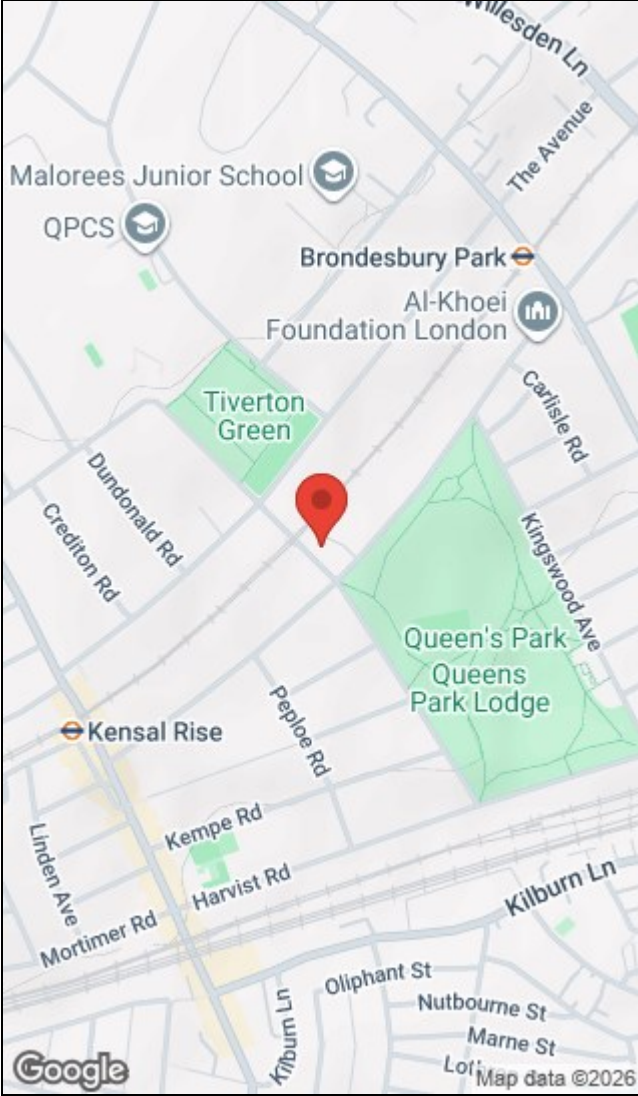 Willesden Ln
The Avenue
Malorees Junior School
QPCS
Brondesbury Park
Al-Khoei
Foundation London
Carlisle Rd
Tiverton
Green
Dundonald Rd
Crediton Rd
Kingswood Ave
Queen's Park
Queens
Park Lodge
Peploe Rd
Kensal Rise
Kempe Rd
Linden Ave
Harvist Rd
Mortimer Rd
Kilburn Ln
Oliphant St
Kilburn Ln
Nutbourne St
Marne St
Google
Map data ©2026